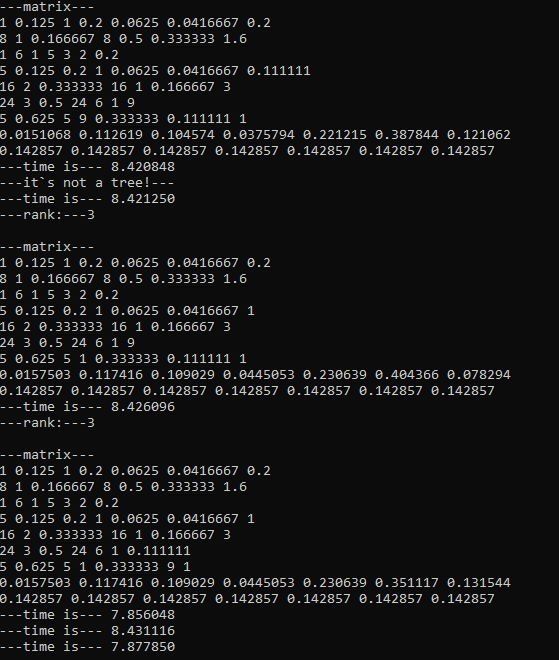 ---matrix---
1 0.125 1 0.2 0.0625 0.0416667 0.2
8 1 0.166667 8 0.5 0.333333 1.6
1 6 1 5 3 2 0.2
5 0.125 0.2 1 0.0625 0.0416667 0.111111
16 2 0.333333 16 1 0.166667 3
24 3 0.5 24 6 1 9
5 0.625 5 9 0.333333 0.111111 1
0.0151068 0.112619 0.104574 0.0375794 0.221215 0.387844 0.121062
0.142857 0.142857 0.142857 0.142857 0.142857 0.142857 0.142857
---time is--- 8.420848
---it`s not a tree!---
---time is--- 8.421250
---rank:---3
---matrix---
1 0.125 1 0.2 0.0625 0.0416667 0.2
8 1 0.166667 8 0.5 0.333333 1.6
1 6 1 5 3 2 0.2
5 0.125 0.2 1 0.0625 0.0416667 1
16 2 0.333333 16 1 0.166667 3
24 3 0.5 24 6 1 9
5 0.625 5 1 0.333333 0.111111 1
0.0157503 0.117416 0.109029 0.0445053 0.230639 0.404366 0.078294
0.142857 0.142857 0.142857 0.142857 0.142857 0.142857 0.142857
---time is--- 8.426096
---rank:---3
---matrix---
1 0.125 1 0.2 0.0625 0.0416667 0.2
8 1 0.166667 8 0.5 0.333333 1.6
1 6 1 5 3 2 0.2
5 0.125 0.2 1 0.0625 0.0416667 1
16 2 0.333333 16 1 0.166667 3
24 3 0.5 24 6 1 0.111111
5 0.625 5 1 0.333333 9 1
0.0157503 0.117416 0.109029 0.0445053 0.230639 0.351117 0.131544
0.142857 0.142857 0.142857 0.142857 0.142857 0.142857 0.142857
---time is--- 7.856048
---time is--- 8.431116
---time is--- 7.877850